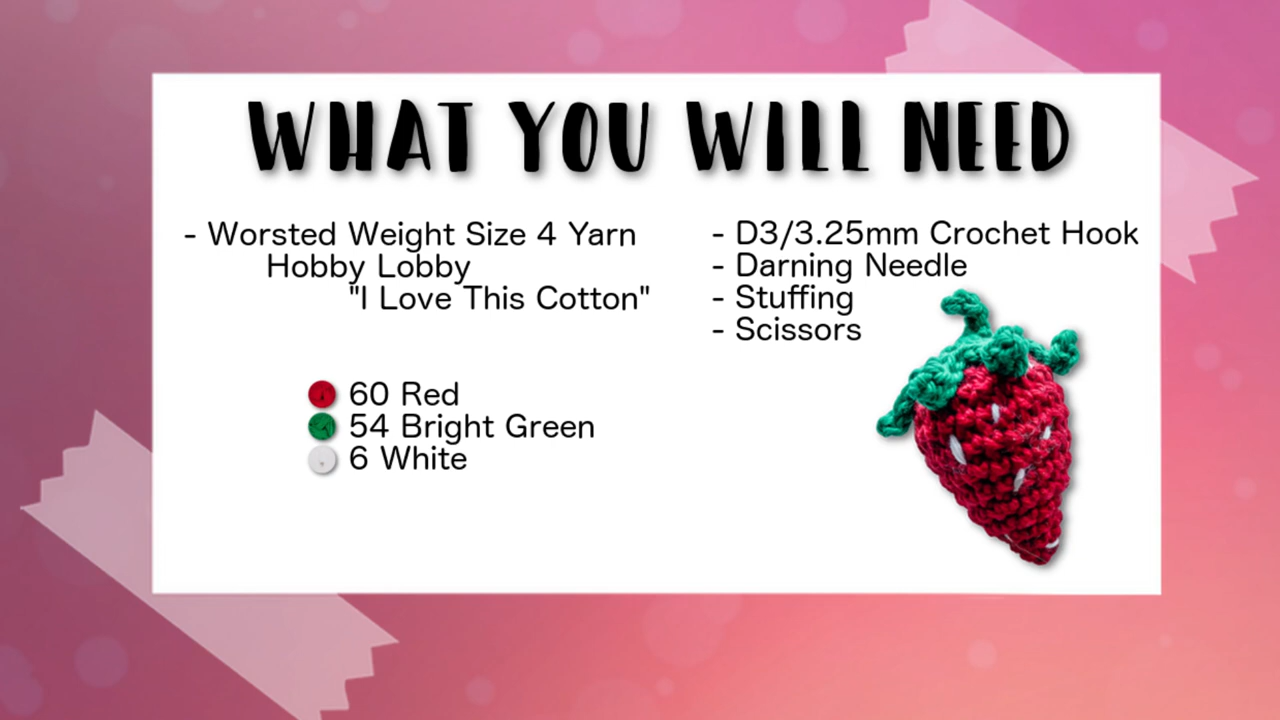 WHAT YOU WILL NEED
- Worsted Weight Size 4 Yarn
Hobby Lobby
"I Love This Cotton"
60 Red
54 Bright Green
6 White
- D3/3.25mm Crochet Hook
- Darning Needle
- Stuffing
- Scissors